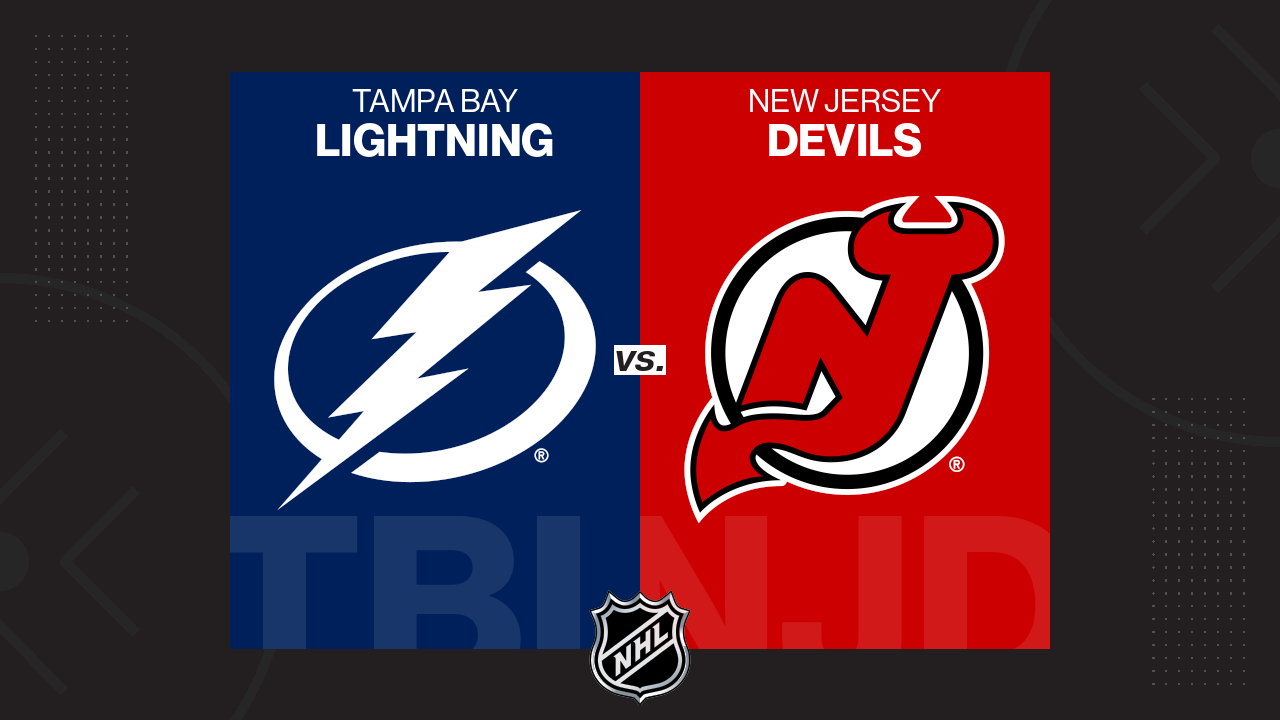 TAMPA BAY
LIGHTNING
NEW JERSEY
DEVILS
vs.
®
®
TBL
NJD
NHL